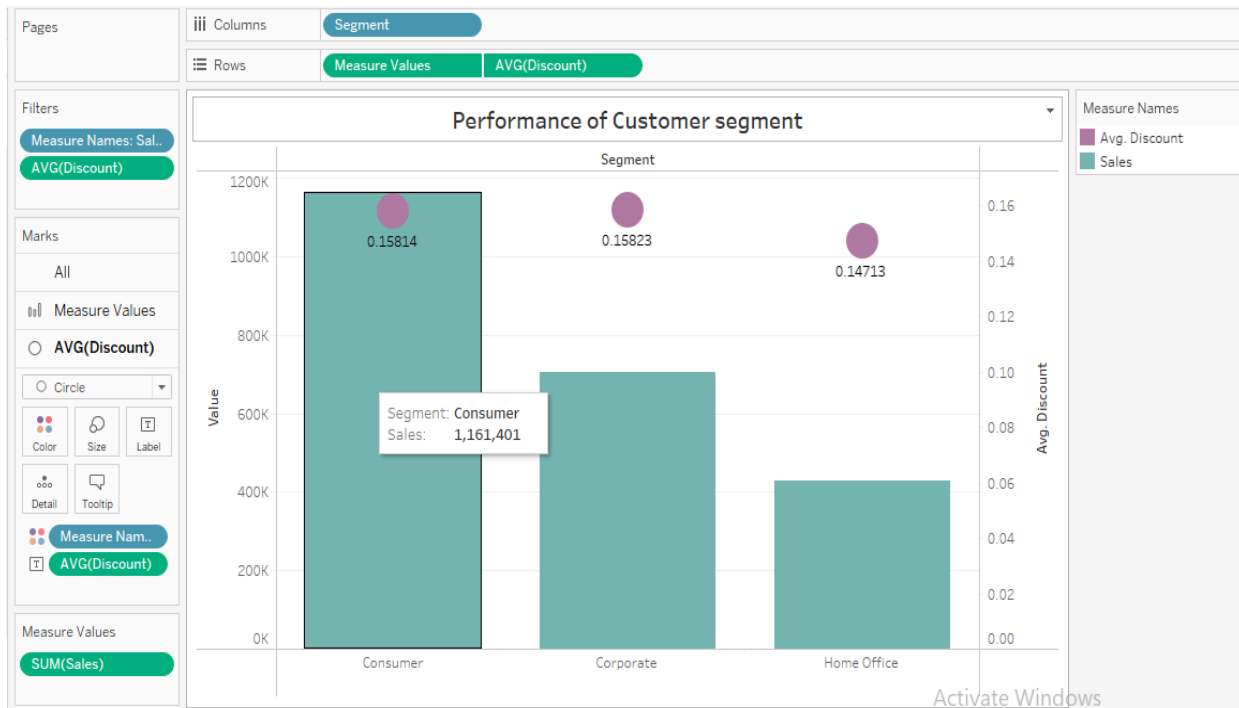 Pages
iii Columns
Segment
Rows
Measure Values
AVG(Discount)
Filters
Measure Names: Sal..
AVG(Discount)
Marks
All
Measure Values
AVG(Discount)
Circle
Color
Size
T
Label
Detail
Tooltip
Measure Nam..
T
AVG(Discount)
Measure Values
SUM(Sales)
Performance of Customer segment
Segment
Value
1200K
1000K
800K
600K
400K
200K
0K
0.15814
0.15823
0.14713
Segment: Consumer
Sales: 1,161,401
Consumer
Corporate
Home Office
0.16
0.14
0.12
0.10
0.08
0.06
0.04
0.02
0.00
Avg. Discount
Measure Names
Avg. Discount
Sales
Activate Windows